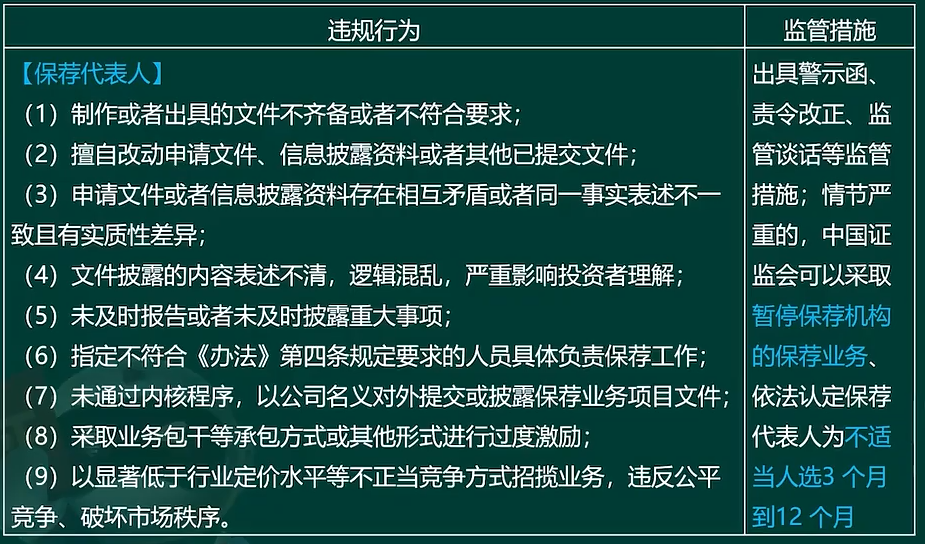 违规行为
监管措施
【保荐代表人】
（1）制作或者出具的文件不齐备或者不符合要求；
（2）擅自改动申请文件、信息披露资料或者其他已提交文件；
（3）申请文件或者信息披露资料存在相互矛盾或者同一事实表述不一
致且有实质性差异；
（4）文件披露的内容表述不清，逻辑混乱，严重影响投资者理解；
（5）未及时报告或者未及时披露重大事项；
（6）指定不符合《办法》第四条规定要求的人员具体负责保荐工作；
（7）未通过内核程序，以公司名义对外提交或披露保荐业务项目文件；
（8）采取业务包干等承包方式或其他形式进行过度激励；
（9）以显著低于行业定价水平等不正当竞争方式招揽业务，违反公平
竞争、破坏市场秩序。
出具警示函、
责令改正、监
管谈话等监管
措施；情节严
重的，中国证
监会可以采取
暂停保荐机构
的保荐业务、
依法认定保荐
代表人为不适
当人选3 个月
到12 个月